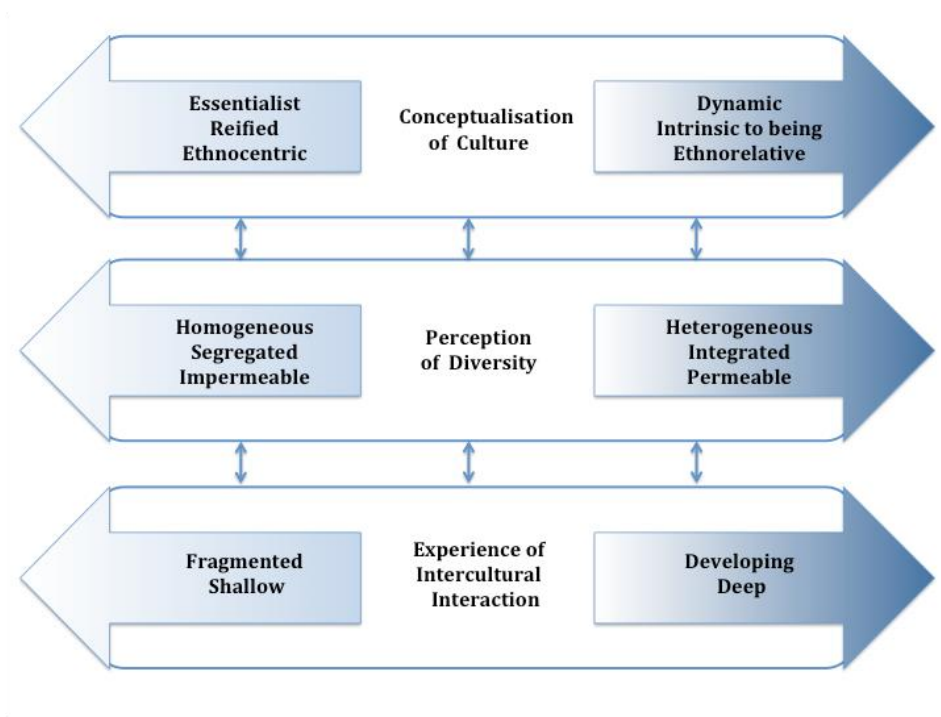 Essentialist
Reified
Ethnocentric
Conceptualisation
of Culture
Dynamic
Intrinsic to being
Ethnorelative
Homogeneous
Segregated
Impermeable
Perception
of Diversity
Heterogeneous
Integrated
Permeable
Fragmented
Shallow
Experience of
Intercultural
Interaction
Developing
Deep